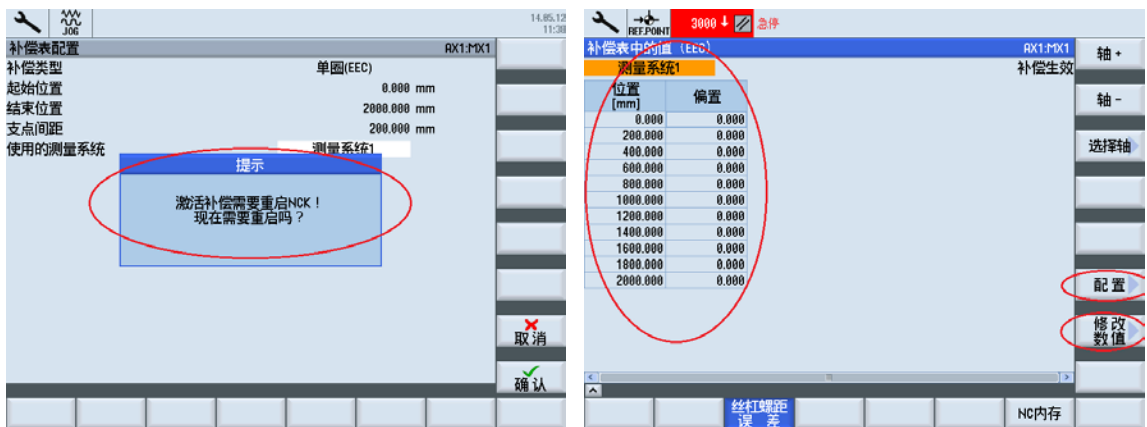 JOG
14.05.12
11:38
补偿表配置 AX1:MX1
补偿类型 单圈(EEC)
起始位置 0.000 mm
结束位置 2000.000 mm
支点间距 200.000 mm
使用的测量系统 测量系统1
提示
激活补偿需要重启NCK！
现在需要重启吗？
取消
确认
REF.POINT
3000 急停
补偿表中的值 (EEC) AX1:MX1
测量系统1 补偿生效
位置 偏置
[mm]
0.000 0.000
200.000 0.000
400.000 0.000
600.000 0.000
800.000 0.000
1000.000 0.000
1200.000 0.000
1400.000 0.000
1600.000 0.000
1800.000 0.000
2000.000 0.000
轴+
轴-
选择轴
配置
修改
数值
丝杠螺距
误差
NC内存